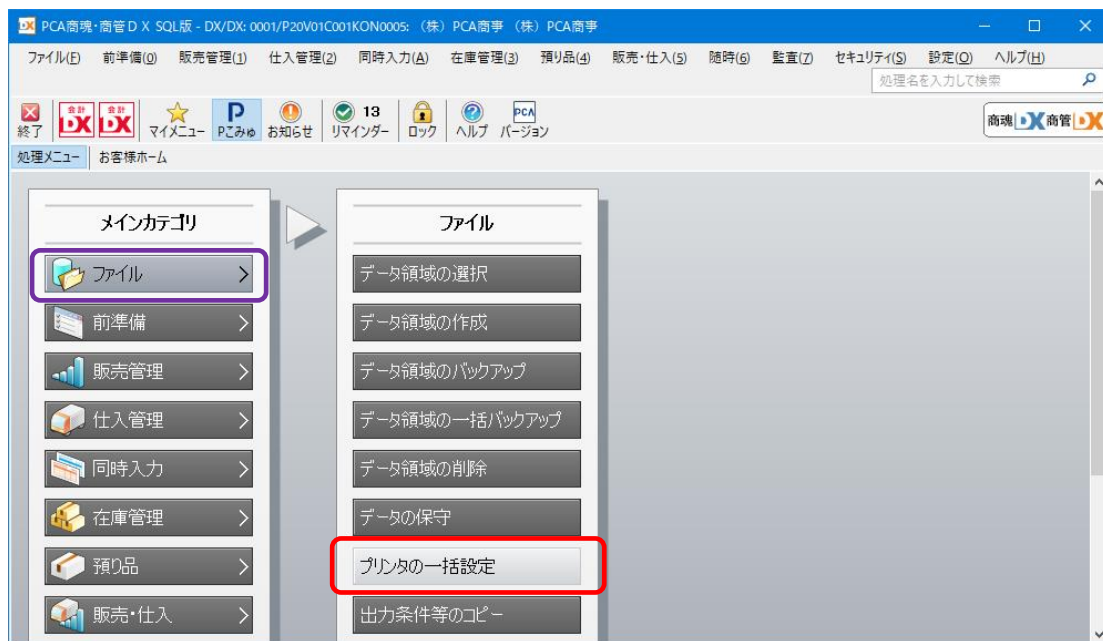 PCA商魂・商管ＤＸ SQL版 - DX/DX: 0001/P20V01C001KON0005: （株）PCA商事 （株）PCA商事
ファイル(F) 前準備(0) 販売管理(1) 仕入管理(2) 同時入力(A) 在庫管理(3) 預り品(4) 販売・仕入(5) 随時(6) 監査(7) セキュリティ(S) 設定(O) ヘルプ(H)
処理名を入力して検索
会計 DX 会計 DX P 13 PCA
終了 マイメニュー Pこみゅ お知らせ リマインダー ロック ヘルプ バージョン
商魂DX商管DX
処理メニュー お客様ホーム
メインカテゴリ
ファイル
前準備
販売管理
仕入管理
同時入力
在庫管理
預り品
販売・仕入
ファイル
データ領域の選択
データ領域の作成
データ領域のバックアップ
データ領域の一括バックアップ
データ領域の削除
データの保守
プリンタの一括設定
出力条件等のコピー